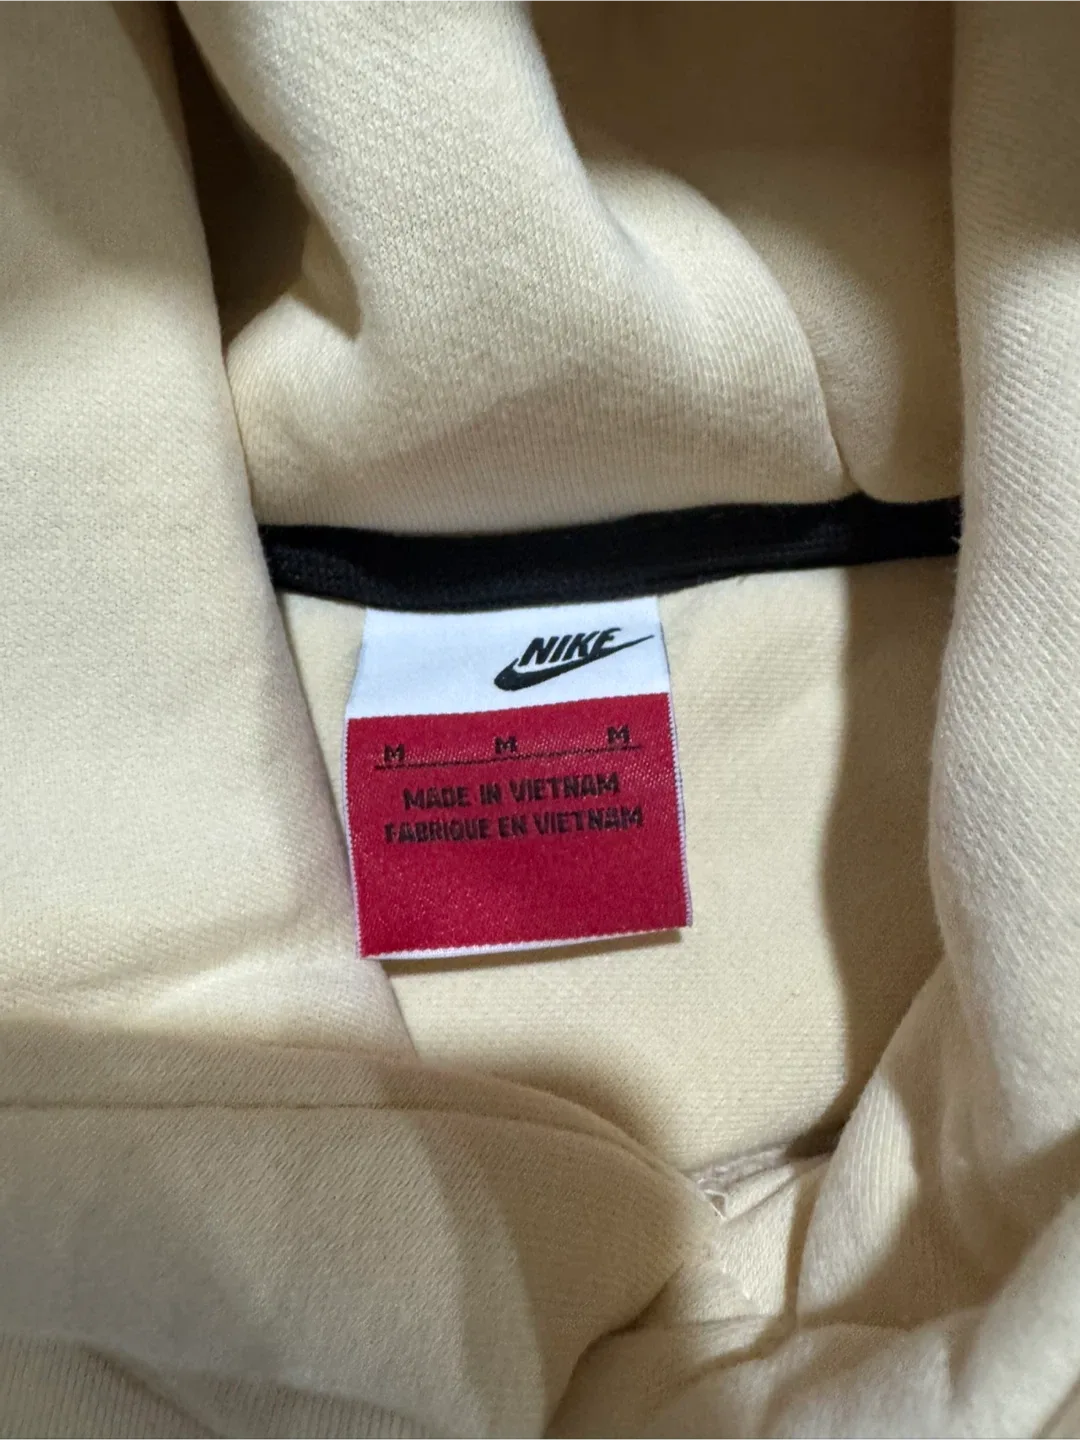 NIKE
M M M
MADE IN VIETNAM
FABRIQUE EN VIETNAM